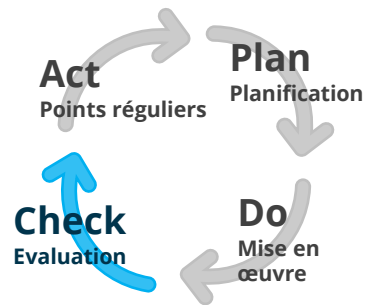 Act
Points réguliers
Plan
Planification
Do
Mise en
œuvre
Check
Evaluation